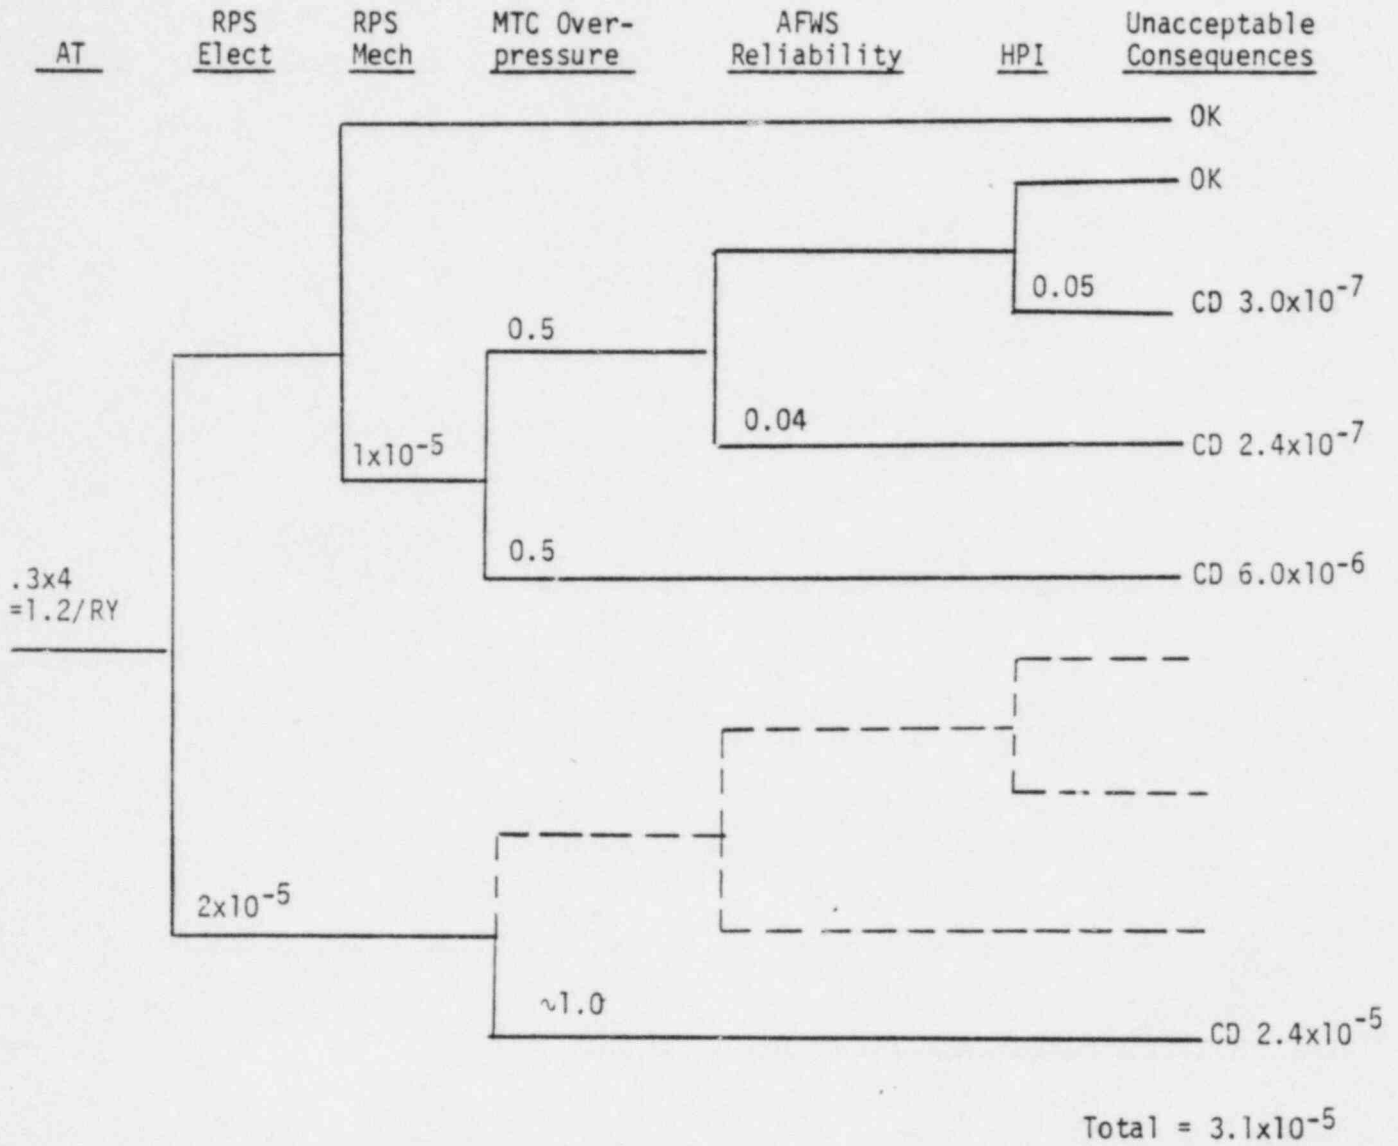 AT
RPS
Elect
RPS
Mech
MTC Over-
pressure
AFWS
Reliability
HPI
Unacceptable
Consequences
OK
OK
0.05
CD 3.0x10⁻⁷
0.5
0.04
CD 2.4x10⁻⁷
1x10⁻⁵
0.5
CD 6.0x10⁻⁶
.3x4
=1.2/RY
2x10⁻⁵
~1.0
CD 2.4x10⁻⁵
Total = 3.1x10⁻⁵